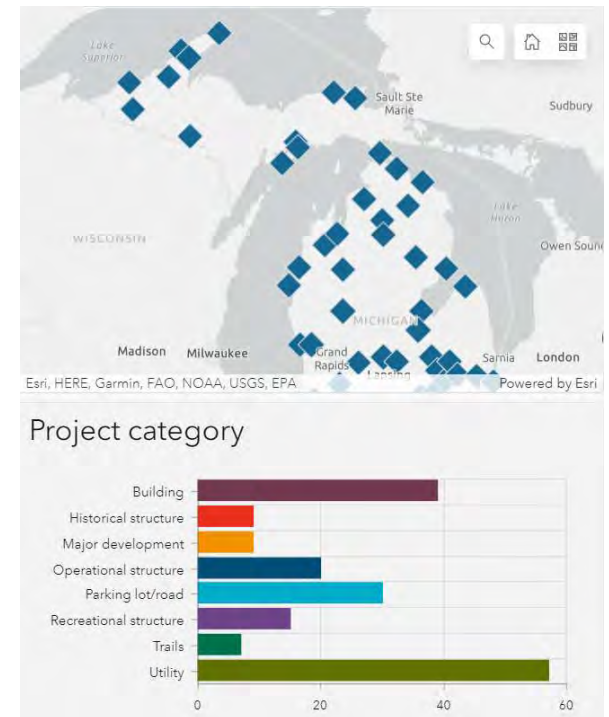 Lake
Superior
Sault Ste
Marie
Sudbury
Lake
Huron
WISCONSIN
Owen Soun
MICHIGAN
Madison
Milwaukee
Grand
Rapids
Lansing
Sarnia
London
Esri, HERE, Garmin, FAO, NOAA, USGS, EPA
Powered by Esri
Project category
Building
Historical structure
Major development
Operational structure
Parking lot/road
Recreational structure
Trails
Utility
0 20 40 60